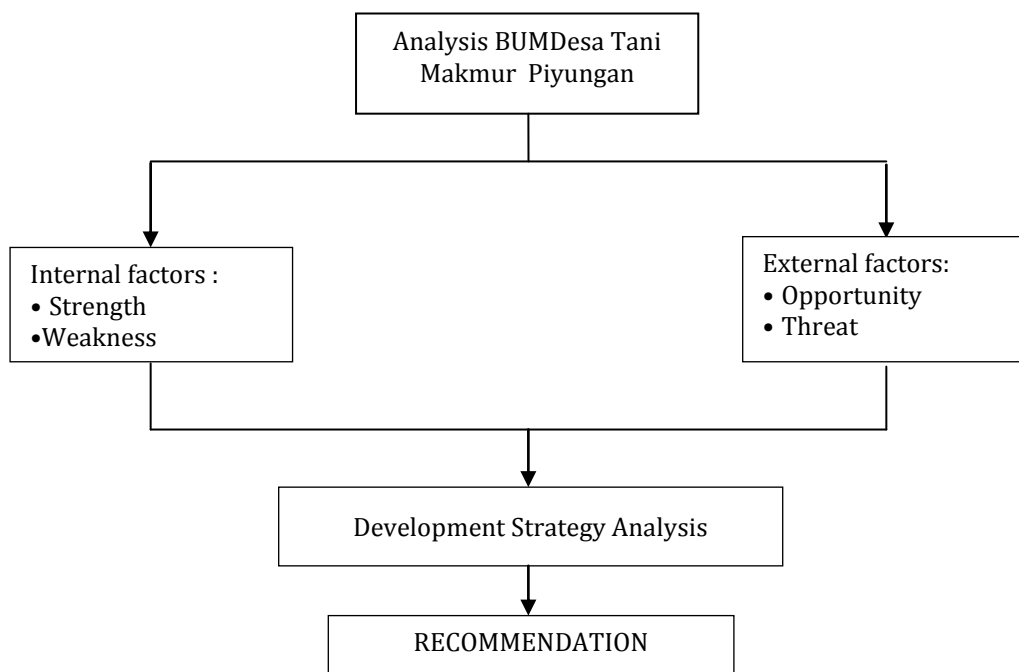 Analysis BUMDesa Tani
Makmur Piyungan
Internal factors :
• Strength
•Weakness
External factors:
• Opportunity
• Threat
Development Strategy Analysis
RECOMMENDATION